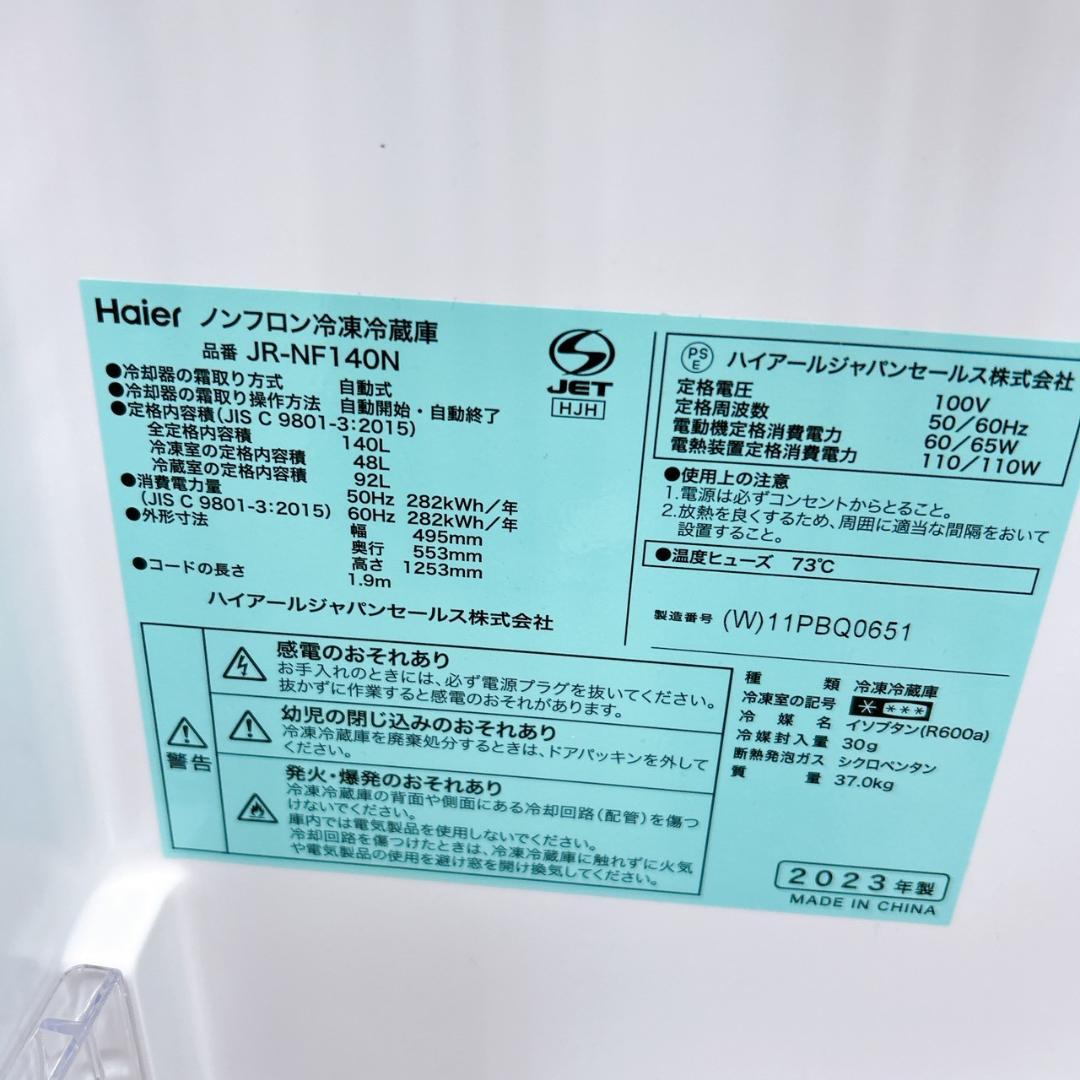 Haier ノンフロン冷凍冷蔵庫
品番 JR-NF140N
●冷却器の霜取り方式 自動式
●冷却器の霜取り操作方法 自動開始・自動終了
●定格内容積(JIS C 9801-3:2015)
全定格内容積 140L
冷凍室の定格内容積 48L
冷蔵室の定格内容積 92L
●消費電力量 50Hz 282kWh/年
(JIS C 9801-3:2015) 60Hz 282kWh/年
●外形寸法 幅 495mm
奥行 553mm
高さ 1253mm
●コードの長さ 1.9m
ハイアールジャパンセールス株式会社
JET
HJH
PS E ハイアールジャパンセールス株式会社
定格電圧 100V
定格周波数 50/60Hz
電動機定格消費電力 60/65W
電熱装置定格消費電力 110/110W
●使用上の注意
1.電源は必ずコンセントからとること。
2.放熱を良くするため、周囲に適当な間隔をおいて
設置すること。
●温度ヒューズ 73℃
製造番号 (W)11PBQ0651
警告
感電のおそれあり
お手入れのときには、必ず電源プラグを抜いてください。
抜かずに作業すると感電のおそれがあります。
幼児の閉じ込みのおそれあり
冷凍冷蔵庫を廃棄処分するときは、ドアパッキンを外して
ください。
発火・爆発のおそれあり
冷凍冷蔵庫の背面や側面にある冷却回路(配管)を傷つ
けないでください。
庫内では電気製品を使用しないでください。
冷却回路を傷つけたときは、冷凍冷蔵庫に触れずに火気
や電気製品の使用を避け窓を開け換気してください。
種類 冷凍冷蔵庫
冷凍室の記号 * ***
冷媒名 イソブタン(R600a)
冷媒封入量 30g
断熱発泡ガス シクロペンタン
質量 37.0kg
2023年製
MADE IN CHINA